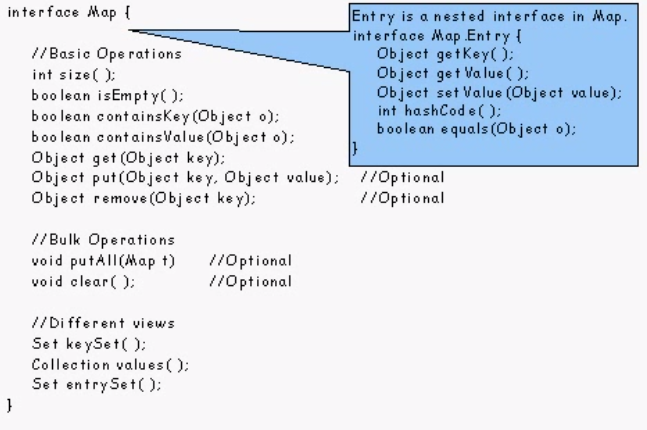 interface Map {
//Basic Operations
int size( );
boolean isEmpty( );
boolean containsKey(Object o);
boolean containsValue(Object o);
Object get(Object key);
Object put(Object key, Object value); //Optional
Object remove(Object key); //Optional
//Bulk Operations
void putAll(Map t) //Optional
void clear( ); //Optional
//Different views
Set keySet( );
Collection values( );
Set entrySet( );
}
Entry is a nested interface in Map.
interface Map.Entry {
Object getKey( );
Object getValue( );
Object setValue(Object value);
int hashCode( );
boolean equals(Object o);
}